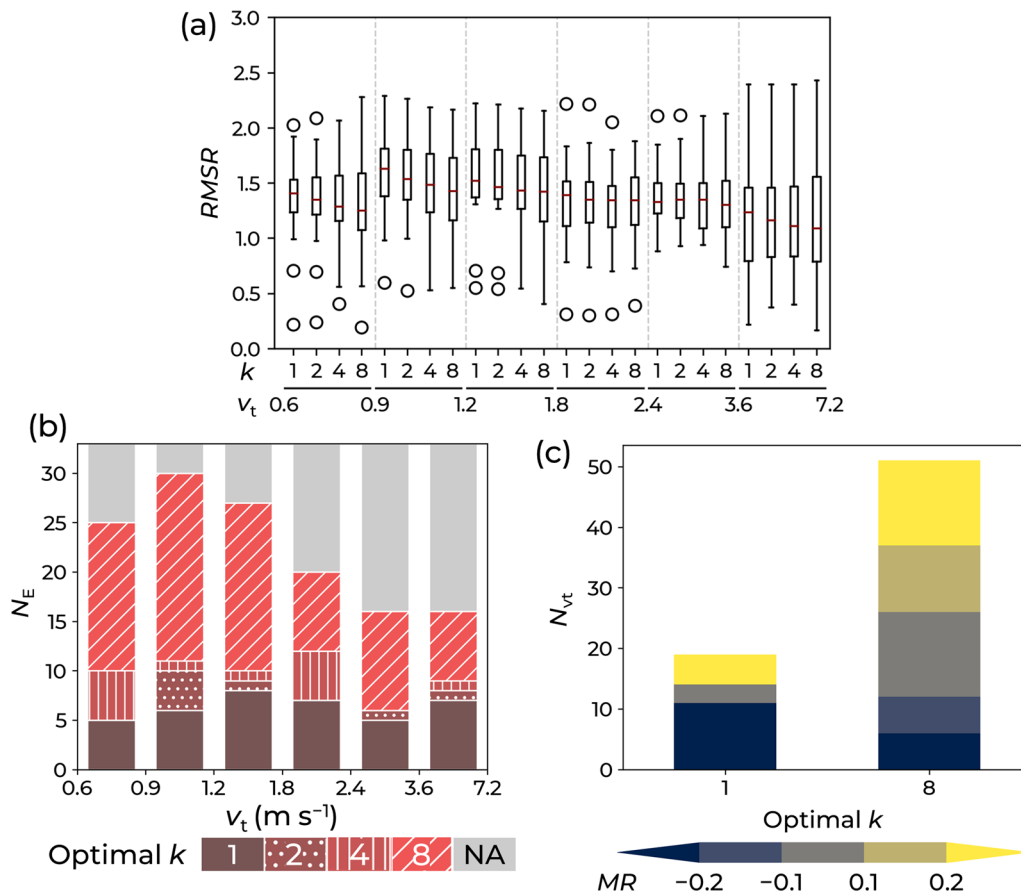 (a)
3.0
2.5
2.0
1.5
1.0
0.5
0.0
RMSR
k 1 2 4 8 1 2 4 8 1 2 4 8 1 2 4 8 1 2 4 8 1 2 4 8
vt 0.6 0.9 1.2 1.8 2.4 3.6 7.2
(b)
30
25
20
15
10
5
0
NE
0.6 0.9 1.2 1.8 2.4 3.6 7.2
vt (m s−1)
Optimal k 1 2 4 8 NA
(c)
50
40
30
20
10
0
Nvt
1 8
Optimal k
MR −0.2 −0.1 0.1 0.2